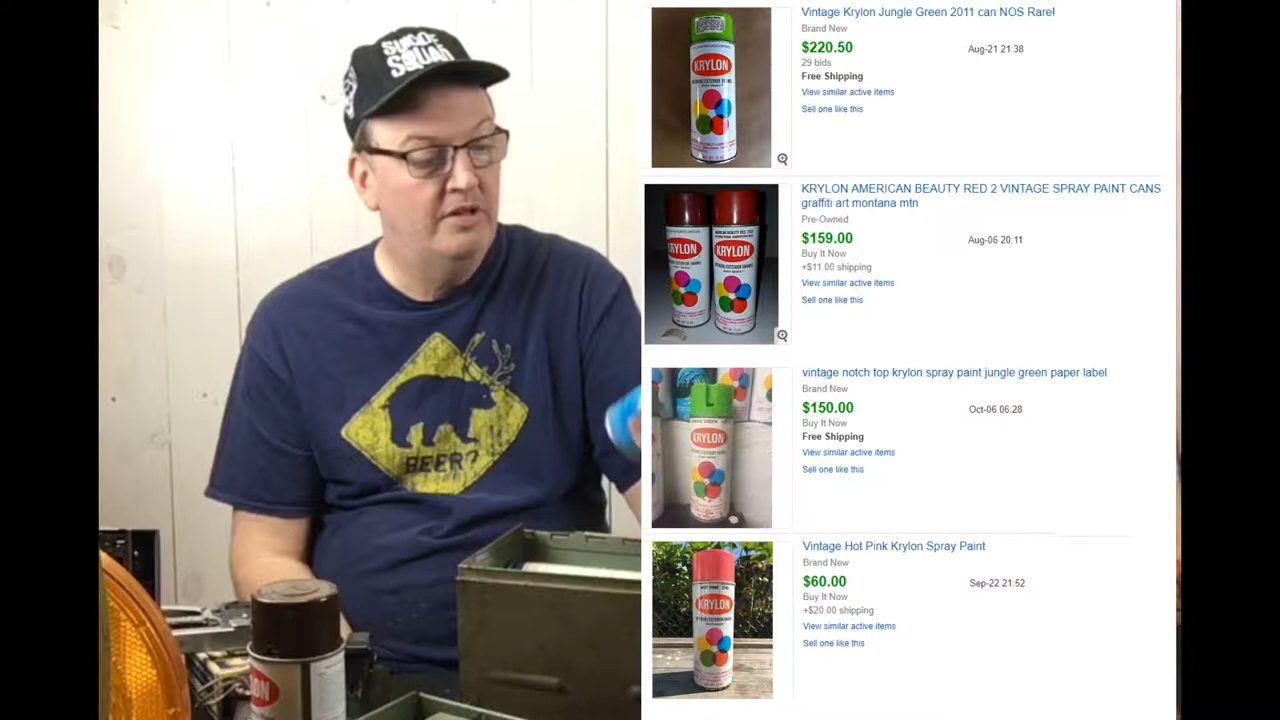 SUICIDE
SQUAD
BEER?
Vintage Krylon Jungle Green 2011 can NOS Rare!
Brand New
$220.50
Aug-21 21:38
29 bids
Free Shipping
View similar active items
Sell one like this
KRYLON
KRYLON AMERICAN BEAUTY RED 2 VINTAGE SPRAY PAINT CANS
graffiti art montana mtn
Pre-Owned
$159.00
Aug-06 20:11
Buy It Now
+$11.00 shipping
View similar active items
Sell one like this
KRYLON
KRYLON
vintage notch top krylon spray paint jungle green paper label
Brand New
$150.00
Oct-06 06:28
Buy It Now
Free Shipping
View similar active items
Sell one like this
KRYLON
Vintage Hot Pink Krylon Spray Paint
Brand New
$60.00
Sep-22 21:52
Buy It Now
+$20.00 shipping
View similar active items
Sell one like this
HOT PINK
KRYLON